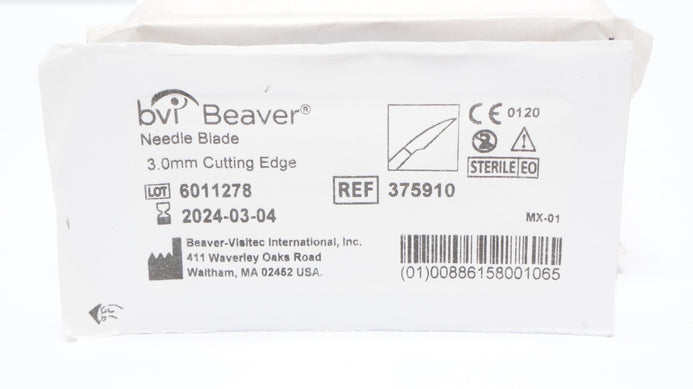 bvi Beaver®
Needle Blade
3.0mm Cutting Edge
LOT 6011278
2024-03-04
REF 375910
CE 0120
STERILE EO
MX-01
Beaver-Visitec International, Inc.
411 Waverley Oaks Road
Waltham, MA 02452 USA.
(01)00886158001065